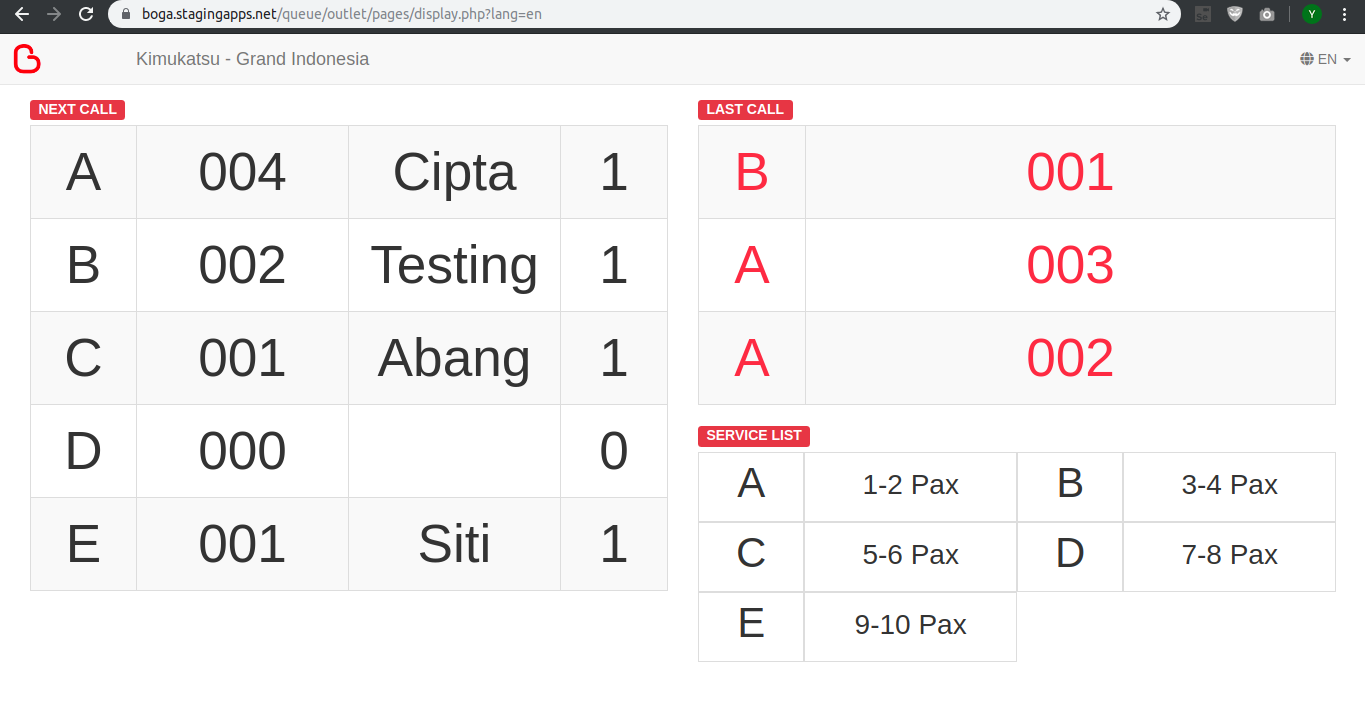 boga.stagingapps.net/queue/outlet/pages/display.php?lang=en
Y
Kimukatsu - Grand Indonesia
EN
NEXT CALL
A 004 Cipta 1
B 002 Testing 1
C 001 Abang 1
D 000 0
E 001 Siti 1
LAST CALL
B 001
A 003
A 002
SERVICE LIST
A 1-2 Pax B 3-4 Pax
C 5-6 Pax D 7-8 Pax
E 9-10 Pax